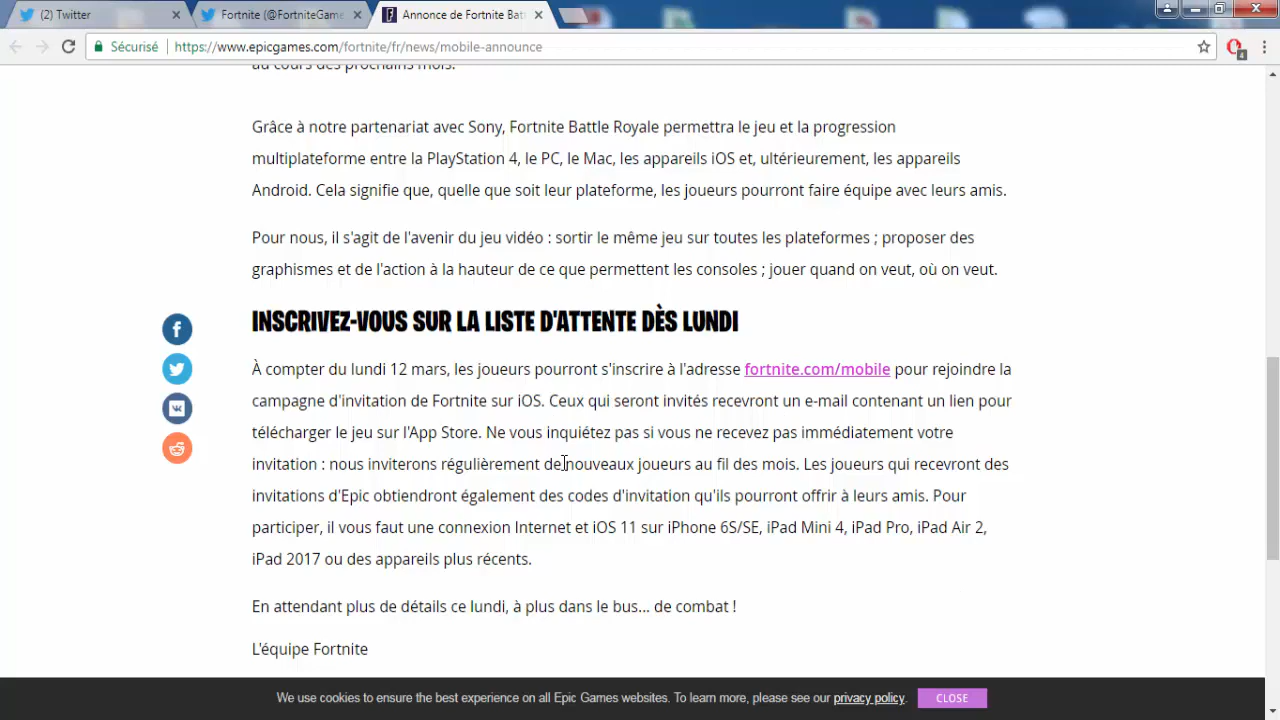 (2) Twitter
Fortnite (@FortniteGame
Annonce de Fortnite Bat
Sécurisé
https://www.epicgames.com/fortnite/fr/news/mobile-announce
4
au cours des prochains mois.
Grâce à notre partenariat avec Sony, Fortnite Battle Royale permettra le jeu et la progression
multiplateforme entre la PlayStation 4, le PC, le Mac, les appareils iOS et, ultérieurement, les appareils
Android. Cela signifie que, quelle que soit leur plateforme, les joueurs pourront faire équipe avec leurs amis.
Pour nous, il s'agit de l'avenir du jeu vidéo : sortir le même jeu sur toutes les plateformes ; proposer des
graphismes et de l'action à la hauteur de ce que permettent les consoles ; jouer quand on veut, où on veut.
INSCRIVEZ-VOUS SUR LA LISTE D'ATTENTE DÈS LUNDI
À compter du lundi 12 mars, les joueurs pourront s'inscrire à l'adresse fortnite.com/mobile pour rejoindre la
campagne d'invitation de Fortnite sur iOS. Ceux qui seront invités recevront un e-mail contenant un lien pour
télécharger le jeu sur l'App Store. Ne vous inquiétez pas si vous ne recevez pas immédiatement votre
invitation : nous inviterons régulièrement de nouveaux joueurs au fil des mois. Les joueurs qui recevront des
invitations d'Epic obtiendront également des codes d'invitation qu'ils pourront offrir à leurs amis. Pour
participer, il vous faut une connexion Internet et iOS 11 sur iPhone 6S/SE, iPad Mini 4, iPad Pro, iPad Air 2,
iPad 2017 ou des appareils plus récents.
En attendant plus de détails ce lundi, à plus dans le bus... de combat !
L'équipe Fortnite
We use cookies to ensure the best experience on all Epic Games websites. To learn more, please see our privacy policy.
CLOSE